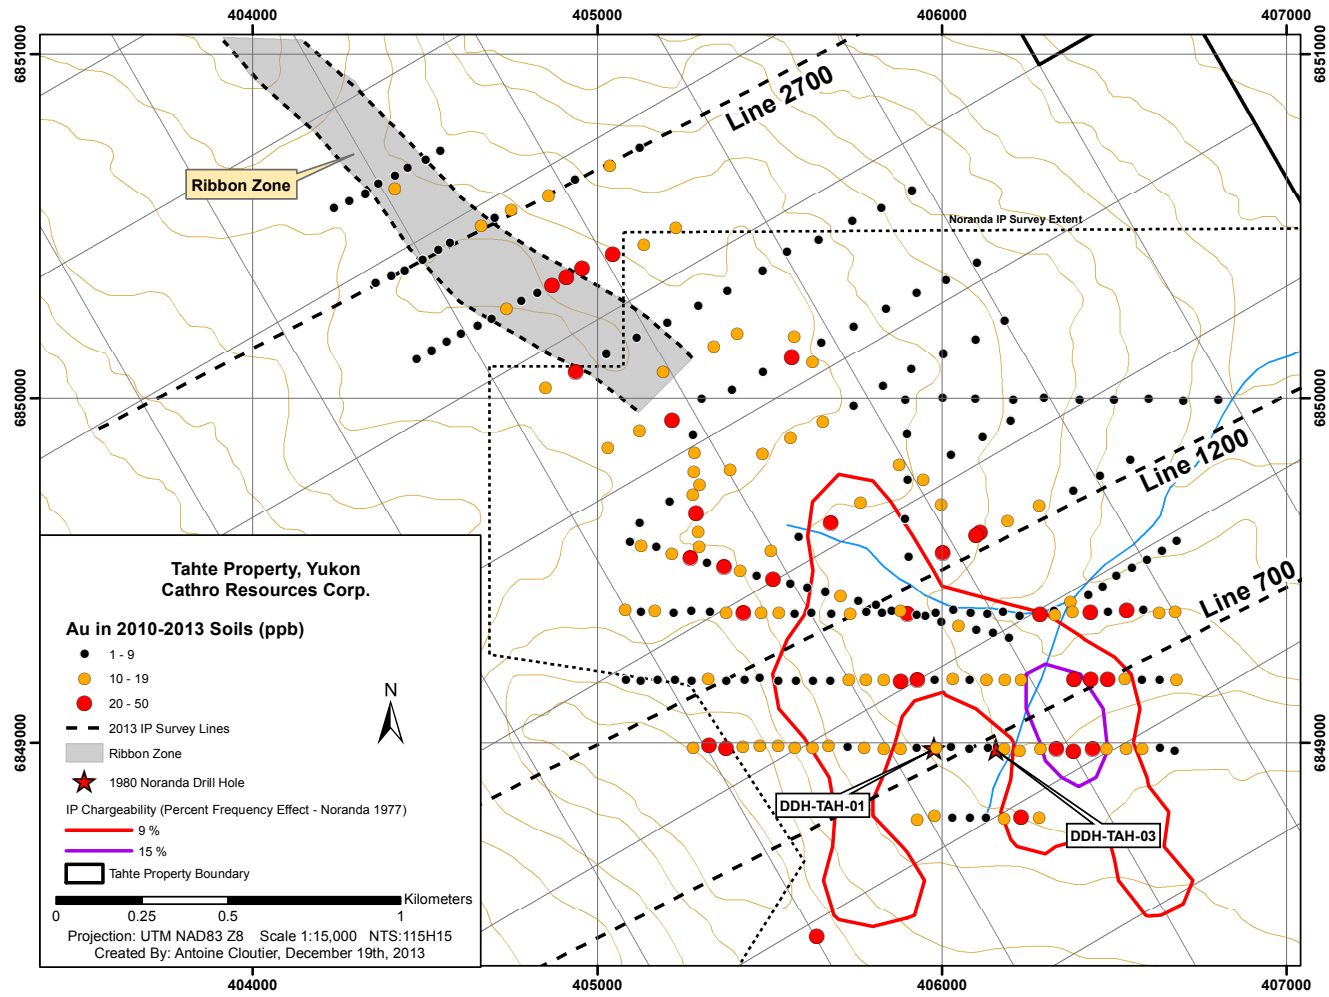 404000
405000
406000
407000
6851000
6851000
Line 2700
Ribbon Zone
Noranda IP Survey Extent
6850000
6850000
Line 1200
Line 700
Tahte Property, Yukon
Cathro Resources Corp.
Au in 2010-2013 Soils (ppb)
1 - 9
10 - 19
20 - 50
2013 IP Survey Lines
Ribbon Zone
1980 Noranda Drill Hole
IP Chargeability (Percent Frequency Effect - Noranda 1977)
9 %
15 %
Tahte Property Boundary
N
Kilometers
0 0.25 0.5 1
Projection: UTM NAD83 Z8 Scale 1:15,000 NTS:115H15
Created By: Antoine Cloutier, December 19th, 2013
6849000
6849000
DDH-TAH-01
DDH-TAH-03
404000
405000
406000
407000